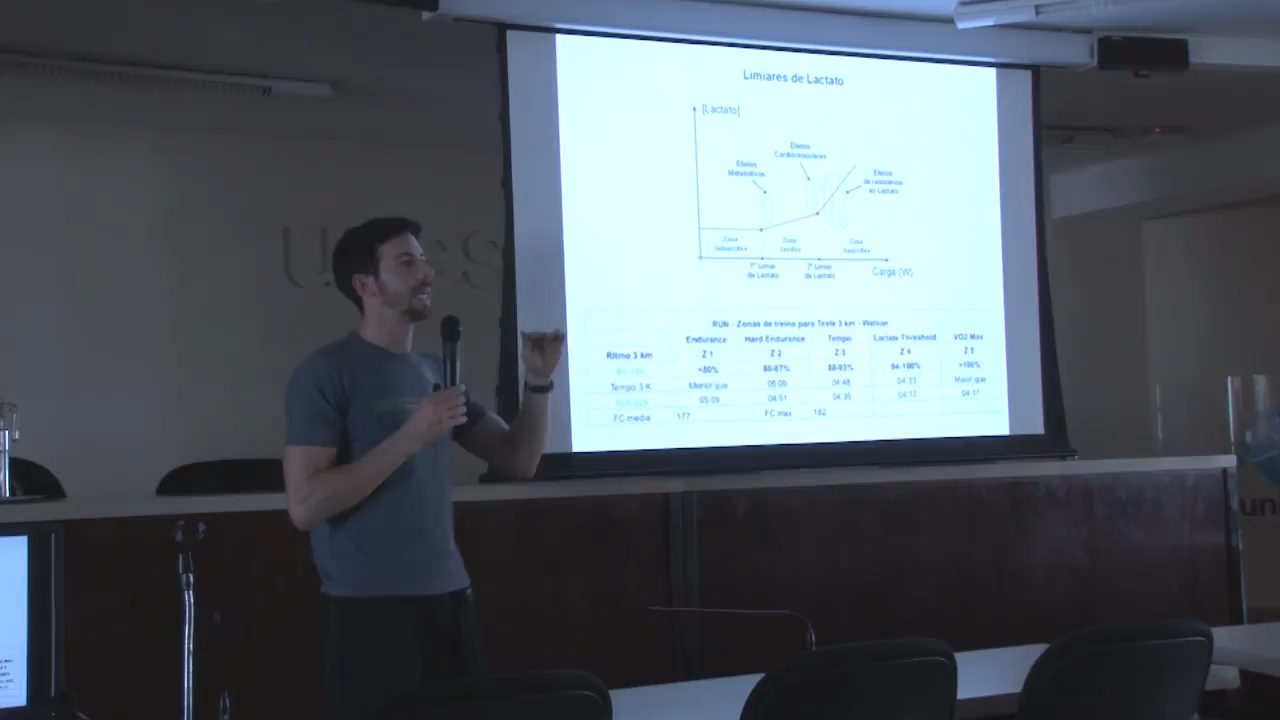 Limiares de Lactato
[Lactato]
Efeitos
Cardiovasculares
Efeitos
Metabólicos
Efeitos
de resistência
ao Lactato
Zona
Zona
Zona
1º Limiar
de Lactato
2º Limiar
de Lactato
Carga (W)
RUN - Zonas de treino para Teste 3 km - Watson
Endurance Hard Endurance Tempo Lactate Threshold VO2 Max
Ritmo 3 km Z 1 Z 2 Z 3 Z 4 Z 5
<80% 80-87% 88-93% 94-100% >100%
Tempo 3 K Menor que 05:09 04:48 04:33 Maior que
05:09 04:51 04:35 04:17 04:17
FC media 177 FC max 182
un